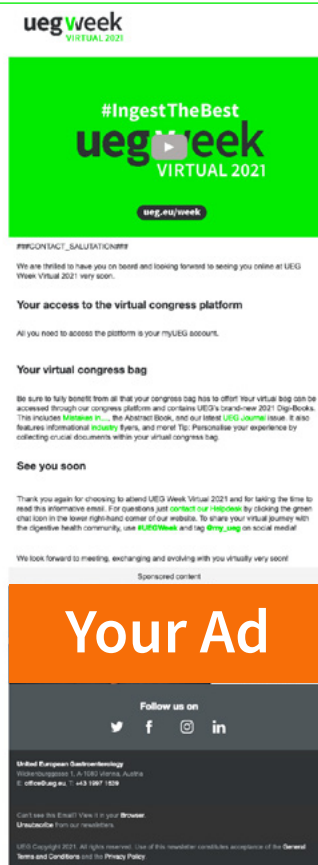 ueg week
VIRTUAL 2021
#IngestTheBest
ueg week
VIRTUAL 2021
ueg.eu/week
###CONTACT_SALUTATION###
We are thrilled to have you on board and looking forward to seeing you online at UEG
Week Virtual 2021 very soon.
Your access to the virtual congress platform
All you need to access the platform is your myUEG account.
Your virtual congress bag
Be sure to fully benefit from all that your congress bag has to offer! Your virtual bag can be
accessed through our congress platform and contains UEG's brand-new 2021 Digi-Books.
This includes Mistakes in…, the Abstract Book, and our latest UEG Journal issue. It also
features informational industry flyers, and more! Tip: Personalise your experience by
collecting crucial documents within your virtual congress bag.
See you soon
Thank you again for choosing to attend UEG Week Virtual 2021 and for taking the time to
read this informative email. For questions just contact our Helpdesk by clicking the green
chat icon in the lower right-hand corner of our website. To share your virtual journey with
the digestive health community, use #UEGWeek and tag @my_ueg on social media!
We look forward to meeting, exchanging and evolving with you virtually very soon!
Sponsored content
Your Ad
Follow us on
United European Gastroenterology
Wickenburggasse 1, A-1080 Vienna, Austria
E: office@ueg.eu, T: +43 1997 1639
Can't see this Email? View it in your Browser.
Unsubscribe from our newsletters.
UEG Copyright 2021. All rights reserved. Use of this newsletter constitutes acceptance of the General
Terms and Conditions and the Privacy Policy